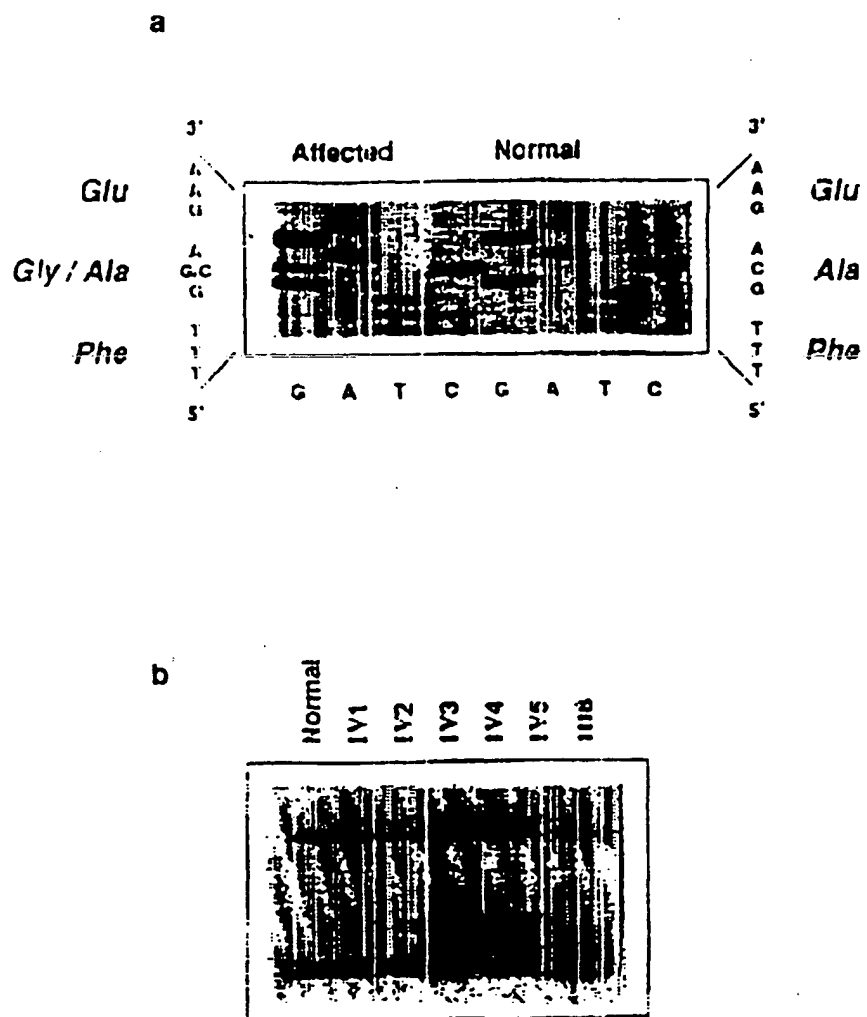 a
3' 3'
Affected Normal
A A
Glu A A Glu
G G
A A
Gly / Ala G.C C Ala
G G
T T
Phe T T Phe
T T
G A T C G A T C
5' 5'
b
Normal IV1 IV2 IV3 IV4 IV5 III8